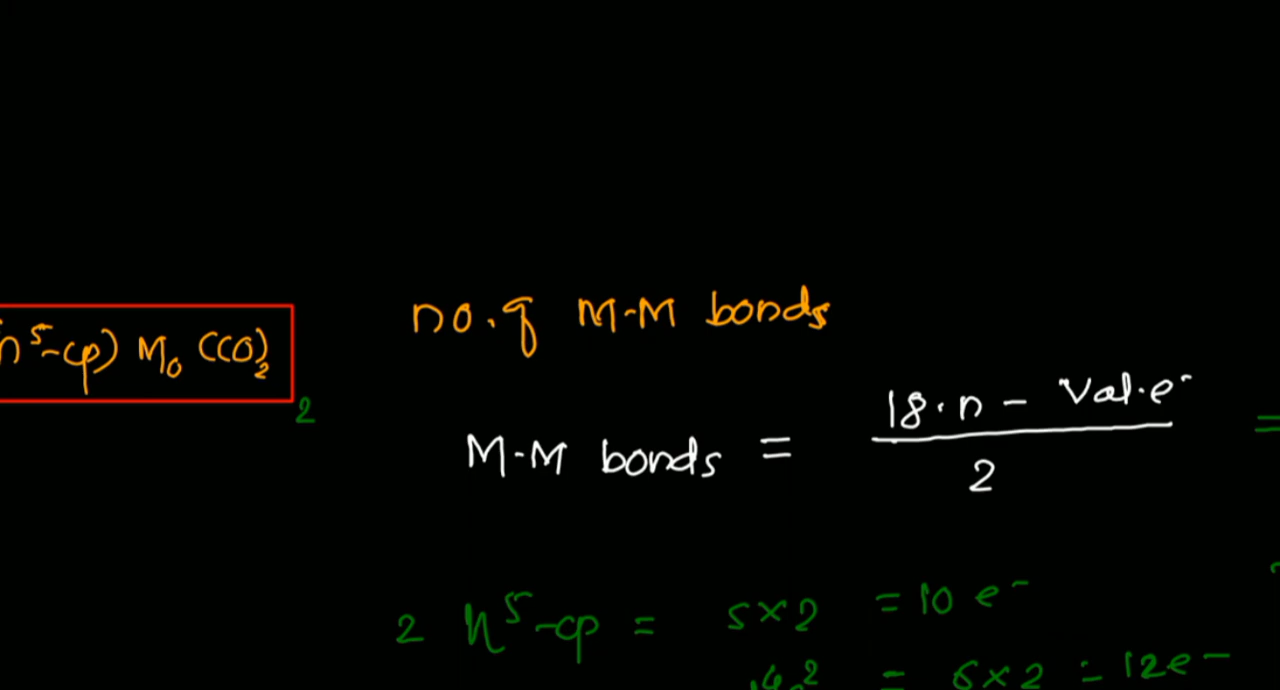 no. of M-M bonds
η⁵-cp) Mo (CO)₂
2
M-M bonds = 18.n - Val.e⁻ / 2 =
2 η⁵-cp = 5×2 = 10 e⁻
= 6×2 = 12e⁻